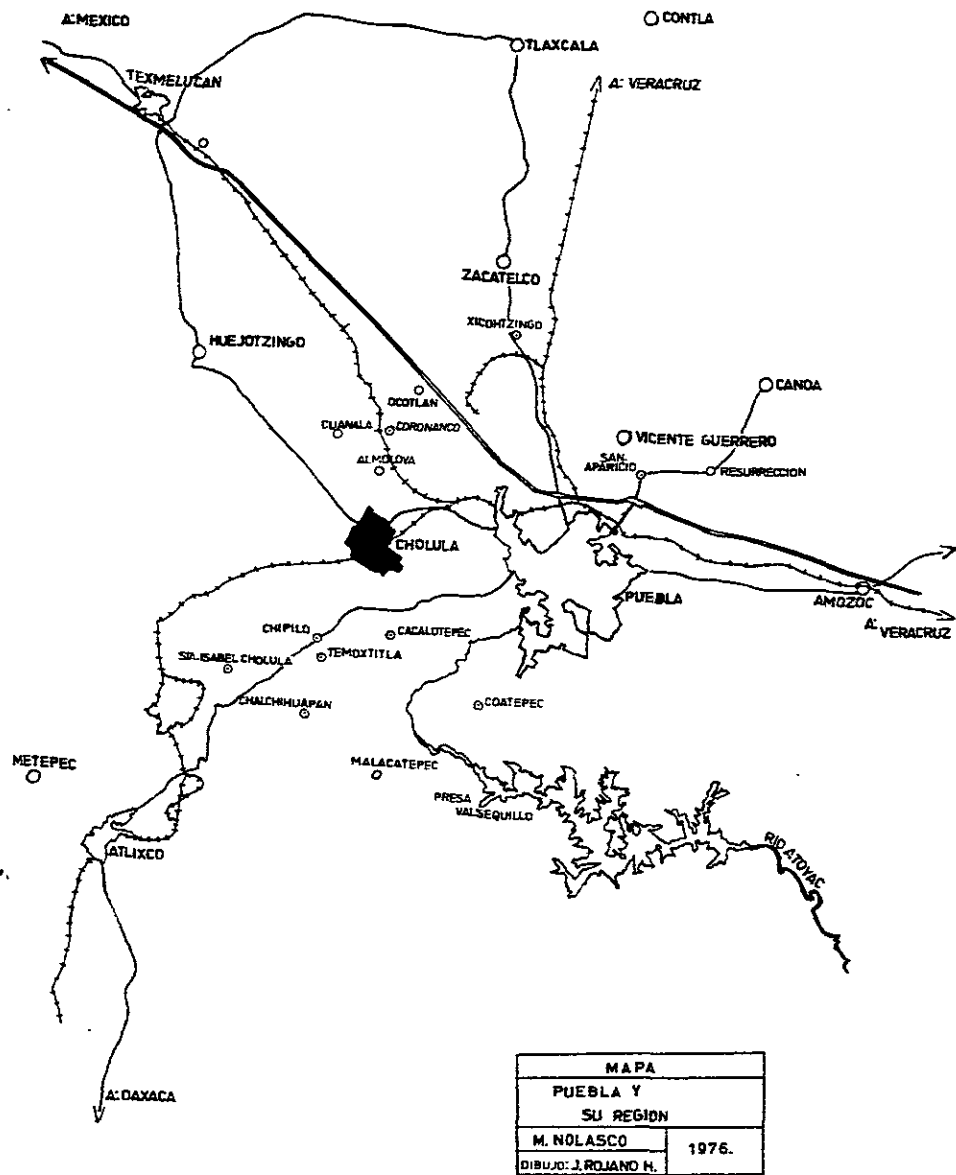 A: MEXICO
CONTLA
TLAXCALA
TEXMELUCAN
A: VERACRUZ
ZACATELCO
XICOHTZINGO
HUEJOTZINGO
CANOA
OCOTLAN
CUANALA
CORONANCO
VICENTE GUERRERO
SAN
APARICIO
RESURRECCION
ALMOLOYA
CHOLULA
PUEBLA
AMOZOC
A:
VERACRUZ
CHIPILO
CACALOTEPEC
TEMOXTITLA
STA. ISABEL CHOLULA
CHALCHIHUAPAN
COATEPEC
METEPEC
MALACATEPEC
PRESA
VALSEQUILLO
RIO ATOYAC
ATLIXCO
A: OAXACA
MAPA
PUEBLA Y
SU REGION
M. NOLASCO
1976.
DIBUJO: J. ROJANO H.